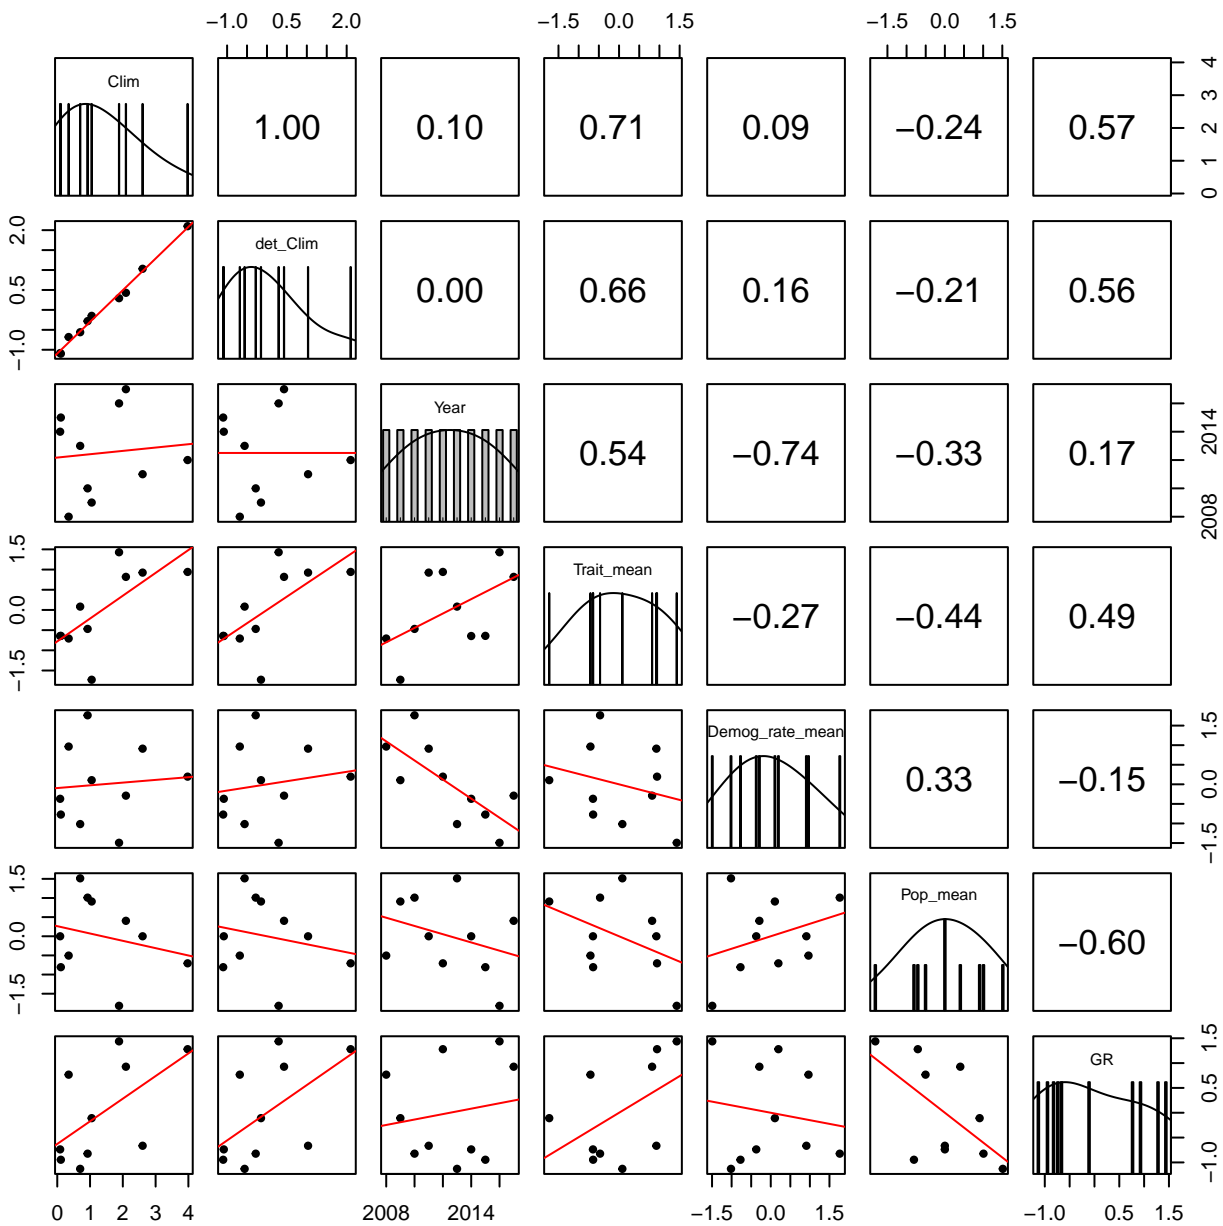 −1.0 0.5 2.0 −1.5 0.0 1.5 −1.5 0.0 1.5
Clim 1.00 0.10 0.71 0.09 −0.24 0.57 0 1 2 3 4
−1.0 0.5 2.0 det_Clim 0.00 0.66 0.16 −0.21 0.56
Year 0.54 −0.74 −0.33 0.17 2008 2014
−1.5 0.0 1.5 Trait_mean −0.27 −0.44 0.49
Demog_rate_mean 0.33 −0.15 −1.5 0.0 1.5
−1.5 0.0 1.5 Pop_mean −0.60
GR −1.0 0.5 1.5
0 1 2 3 4 2008 2014 −1.5 0.0 1.5 −1.0 0.5 1.5